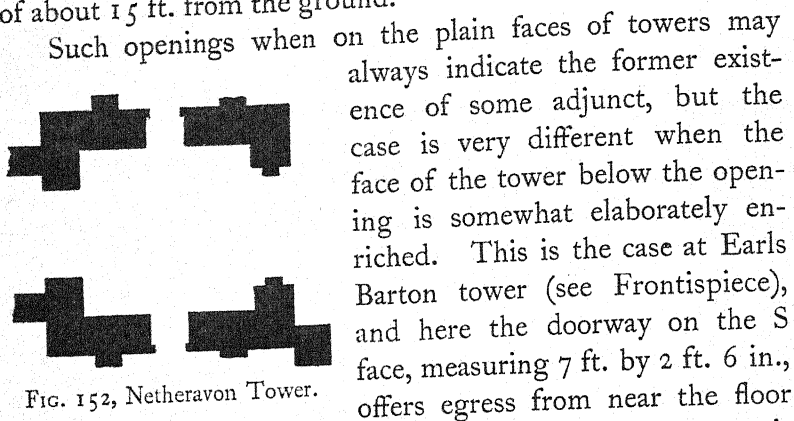 of about 15 ft. from the ground.
Such openings when on the plain faces of towers may
always indicate the former exist-
ence of some adjunct, but the
case is very different when the
face of the tower below the open-
ing is somewhat elaborately en-
riched. This is the case at Earls
Barton tower (see Frontispiece),
and here the doorway on the S
face, measuring 7 ft. by 2 ft. 6 in.,
offers egress from near the floor
Fig. 152, Netheravon Tower.